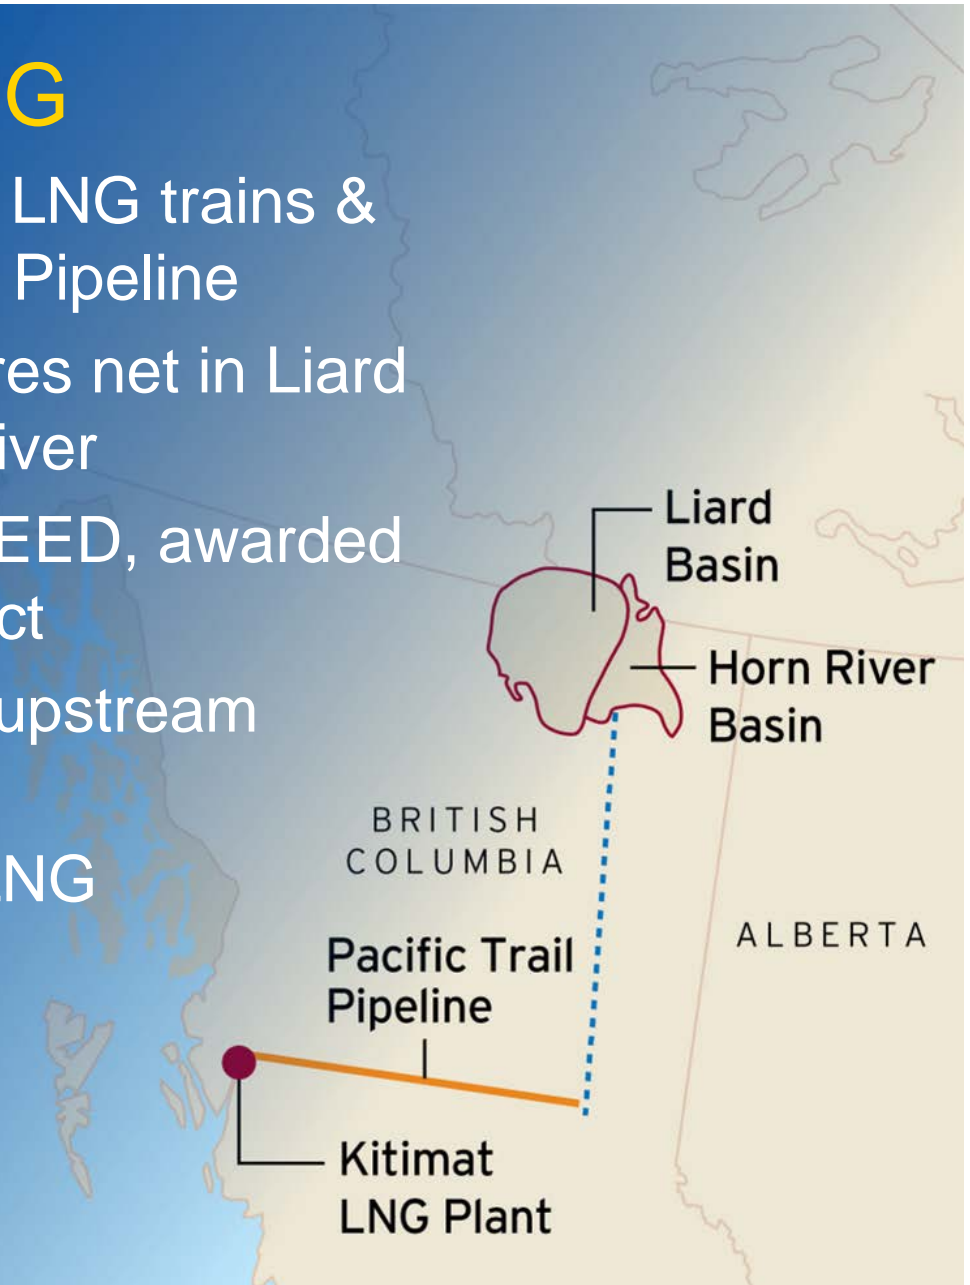 G
LNG trains &
Pipeline
res net in Liard
iver
EED, awarded
ct
upstream
NG
Liard
Basin
Horn River
Basin
BRITISH
COLUMBIA
ALBERTA
Pacific Trail
Pipeline
Kitimat
LNG Plant